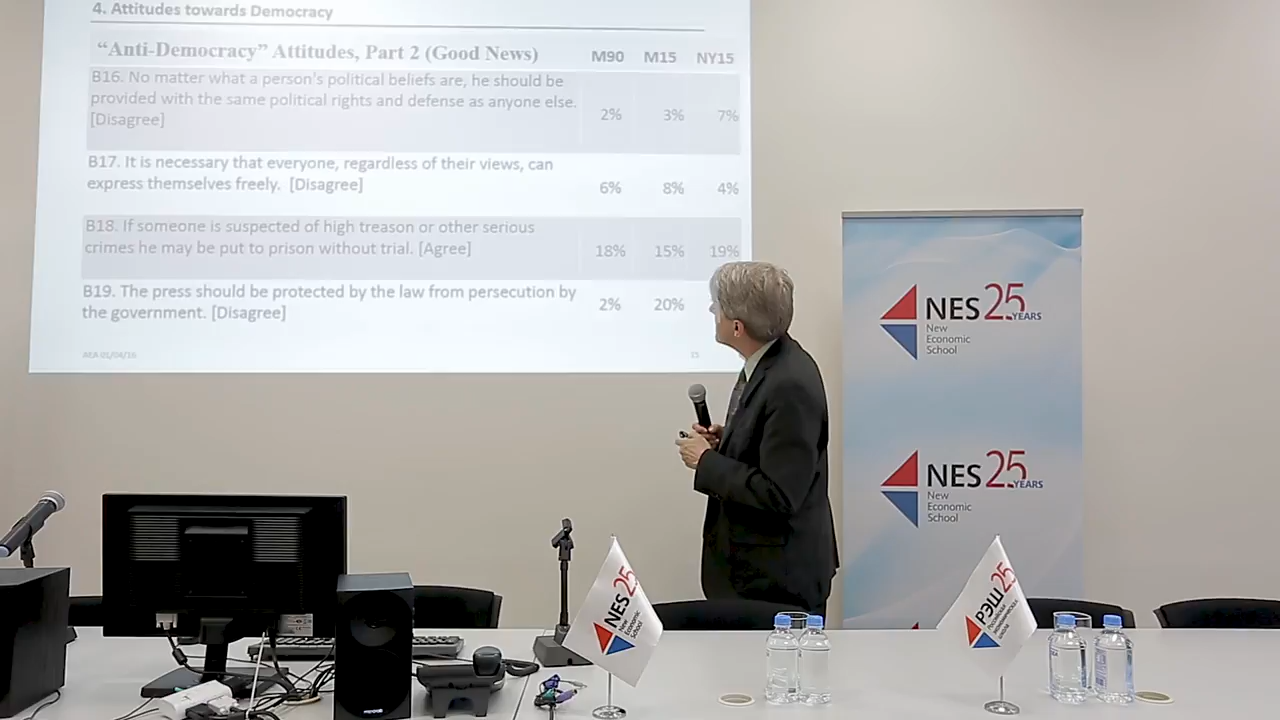 4. Attitudes towards Democracy
“Anti-Democracy” Attitudes, Part 2 (Good News) M90 M15 NY15
B16. No matter what a person's political beliefs are, he should be
provided with the same political rights and defense as anyone else.
[Disagree]
2% 3% 7%
B17. It is necessary that everyone, regardless of their views, can
express themselves freely. [Disagree]
6% 8% 4%
B18. If someone is suspected of high treason or other serious
crimes he may be put to prison without trial. [Agree]
18% 15% 19%
B19. The press should be protected by the law from persecution by
the government. [Disagree]
2% 20%
AEA 01/04/16
15
NES 25 YEARS
New
Economic
School
NES 25 YEARS
New
Economic
School
NES 25
New
Economic
School
РЭШ 25